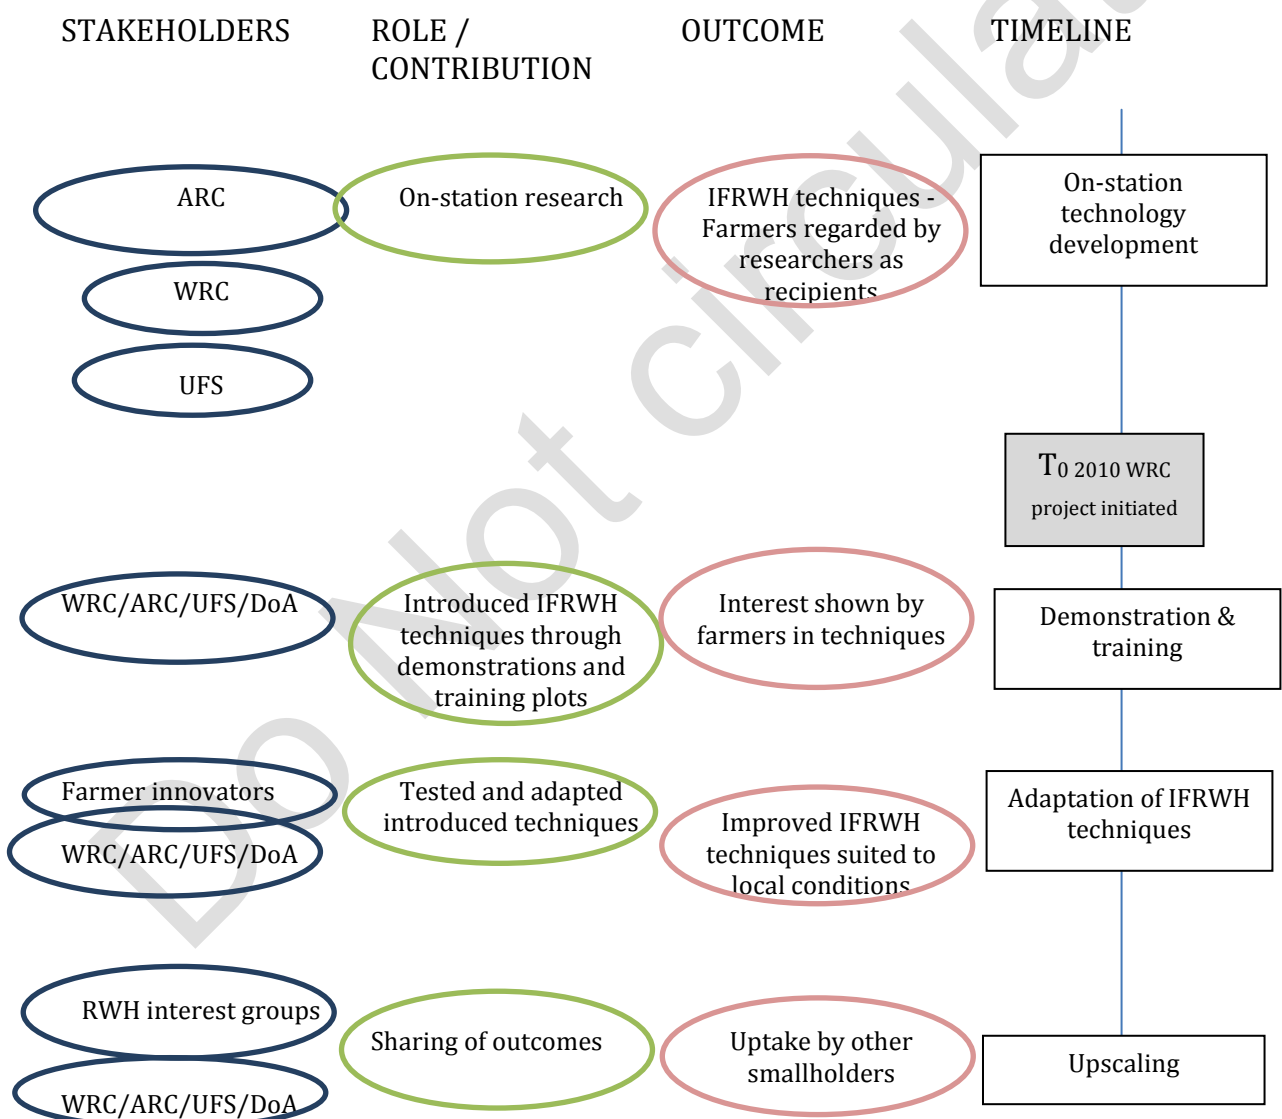 STAKEHOLDERS
ROLE /
CONTRIBUTION
OUTCOME
TIMELINE
ARC
On-station research
IFRWH techniques -
Farmers regarded by
researchers as
recipients
On-station
technology
development
WRC
UFS
T0 2010 WRC
project initiated
WRC/ARC/UFS/DoA
Introduced IFRWH
techniques through
demonstrations and
training plots
Interest shown by
farmers in techniques
Demonstration &
training
Farmer innovators
WRC/ARC/UFS/DoA
Tested and adapted
introduced techniques
Improved IFRWH
techniques suited to
local conditions
Adaptation of IFRWH
techniques
RWH interest groups
WRC/ARC/UFS/DoA
Sharing of outcomes
Uptake by other
smallholders
Upscaling
Do Not circulat